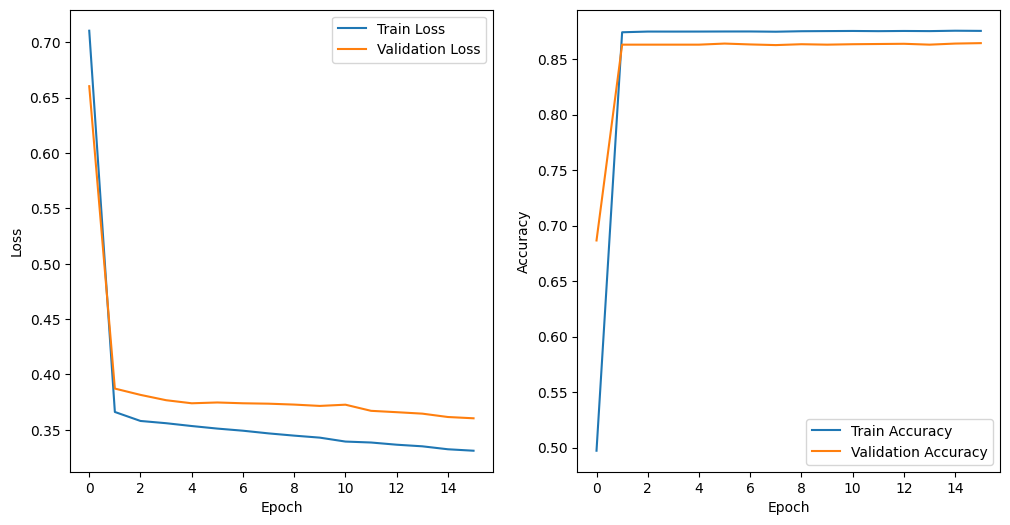 0.70
0.65
0.60
0.55
0.50
0.45
0.40
0.35
Loss
0 2 4 6 8 10 12 14
Epoch
Train Loss
Validation Loss
0.85
0.80
0.75
0.70
0.65
0.60
0.55
0.50
Accuracy
0 2 4 6 8 10 12 14
Epoch
Train Accuracy
Validation Accuracy